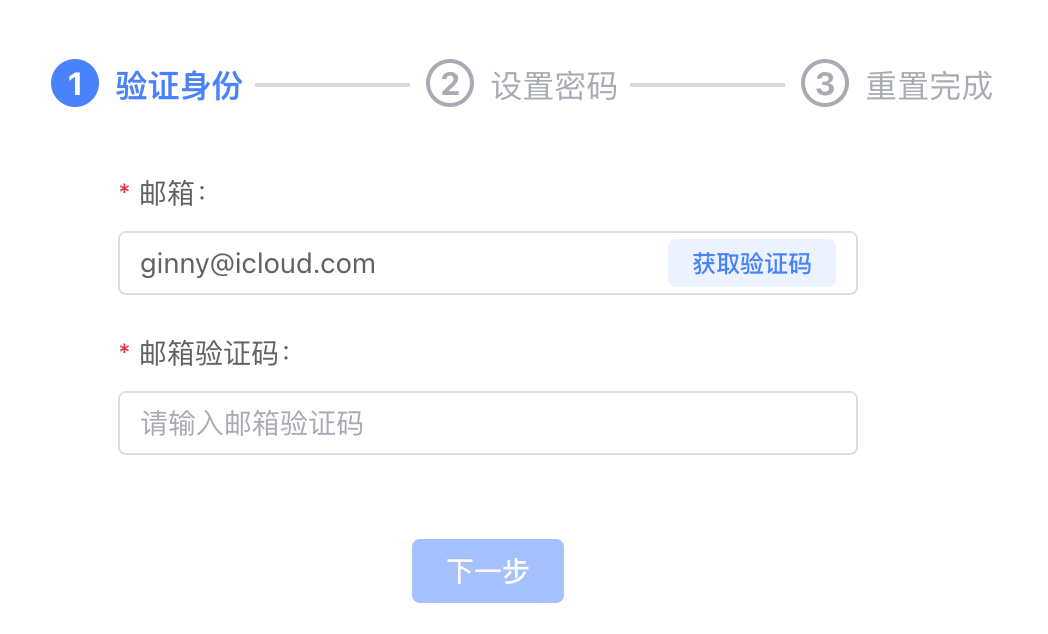 1 验证身份 2 设置密码 3 重置完成
* 邮箱：
ginny@icloud.com 获取验证码
* 邮箱验证码：
请输入邮箱验证码
下一步